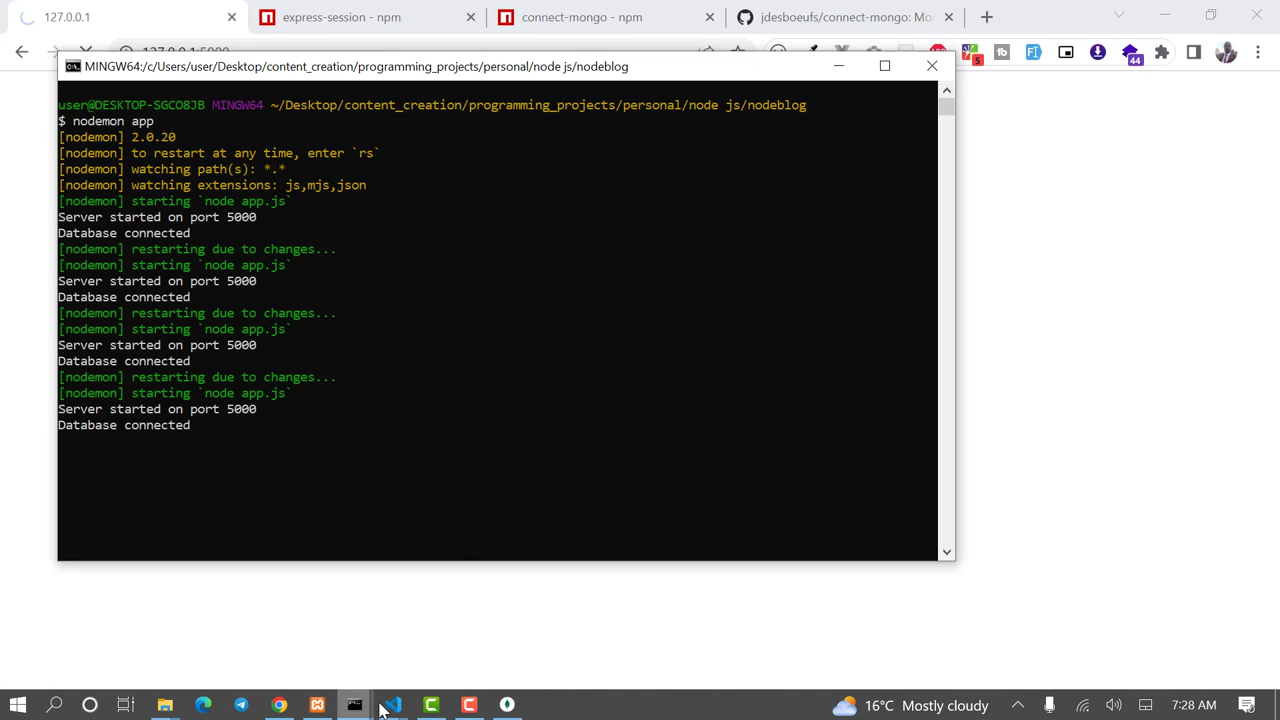 127.0.0.1
express-session - npm
connect-mongo - npm
jdesboeufs/connect-mongo: Mo
5
tb
44
MINGW64:/c/Users/user/Desktop/content_creation/programming_projects/personal/node js/nodeblog
user@DESKTOP-SGCO8JB MINGW64 ~/Desktop/content_creation/programming_projects/personal/node js/nodeblog
$ nodemon app
[nodemon] 2.0.20
[nodemon] to restart at any time, enter `rs`
[nodemon] watching path(s): *.*
[nodemon] watching extensions: js,mjs,json
[nodemon] starting `node app.js`
Server started on port 5000
Database connected
[nodemon] restarting due to changes...
[nodemon] starting `node app.js`
Server started on port 5000
Database connected
[nodemon] restarting due to changes...
[nodemon] starting `node app.js`
Server started on port 5000
Database connected
[nodemon] restarting due to changes...
[nodemon] starting `node app.js`
Server started on port 5000
Database connected
16°C Mostly cloudy
7:28 AM